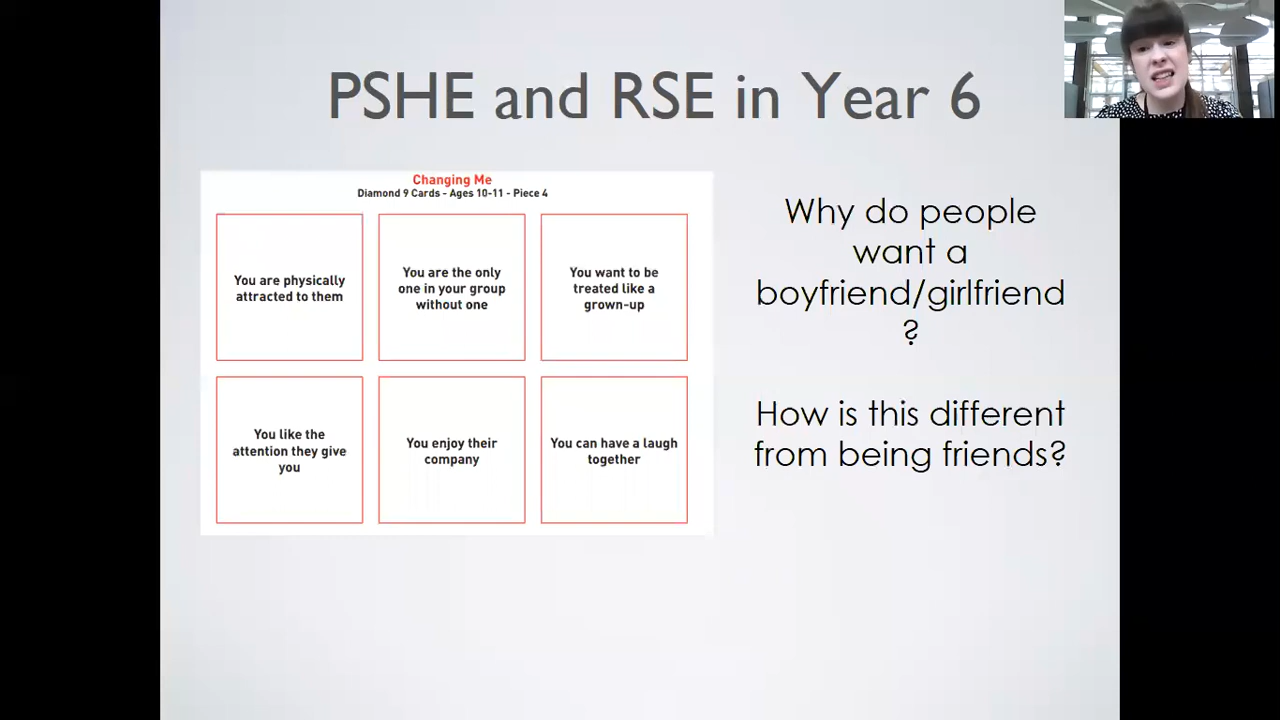 PSHE and RSE in Year 6
Changing Me
Diamond 9 Cards - Ages 10-11 - Piece 4
You are physically
attracted to them
You are the only
one in your group
without one
You want to be
treated like a
grown-up
You like the
attention they give
you
You enjoy their
company
You can have a laugh
together
Why do people
want a
boyfriend/girlfriend
?
How is this different
from being friends?